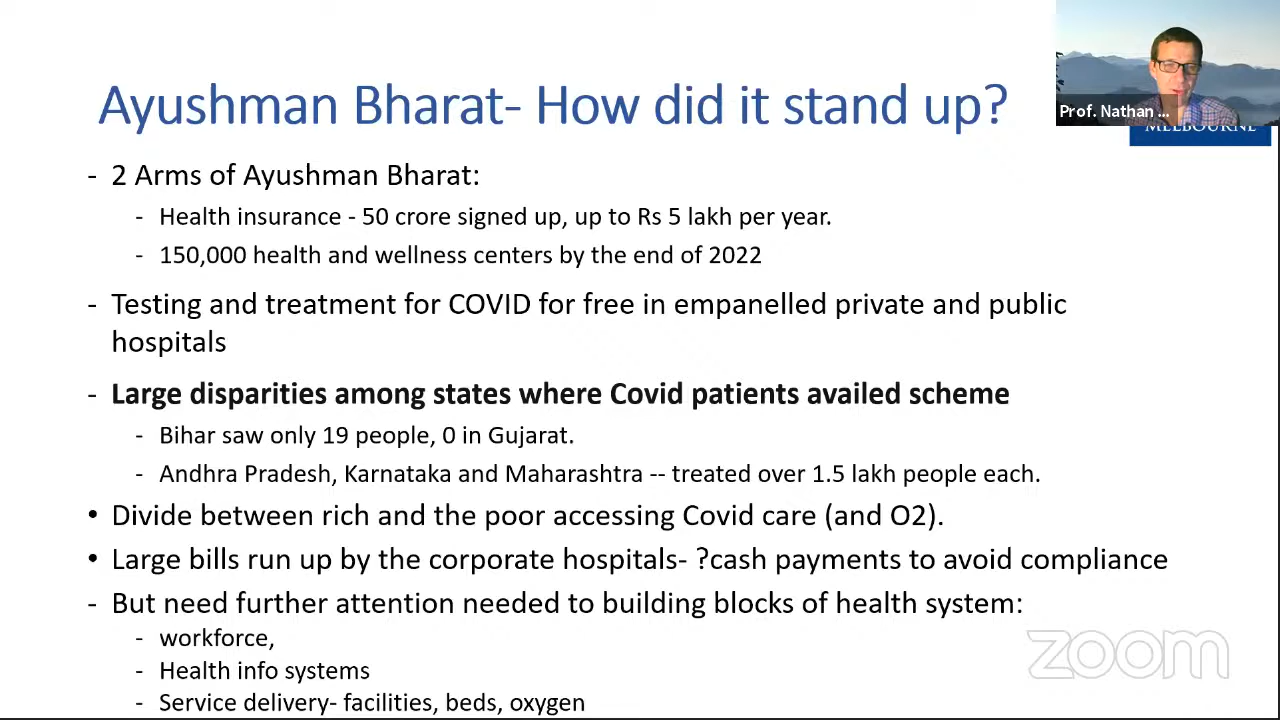 Ayushman Bharat- How did it stand up?
Prof. Nathan ...
MELBOURNE
- 2 Arms of Ayushman Bharat:
- Health insurance - 50 crore signed up, up to Rs 5 lakh per year.
- 150,000 health and wellness centers by the end of 2022
- Testing and treatment for COVID for free in empanelled private and public
hospitals
- Large disparities among states where Covid patients availed scheme
- Bihar saw only 19 people, 0 in Gujarat.
- Andhra Pradesh, Karnataka and Maharashtra -- treated over 1.5 lakh people each.
• Divide between rich and the poor accessing Covid care (and O2).
• Large bills run up by the corporate hospitals- ?cash payments to avoid compliance
- But need further attention needed to building blocks of health system:
- workforce,
- Health info systems
- Service delivery- facilities, beds, oxygen
zoom